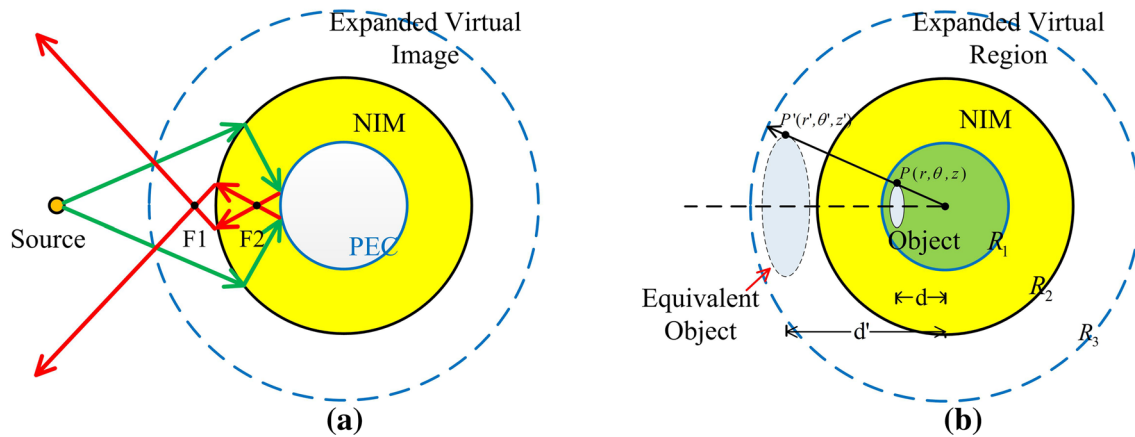 Expanded Virtual
Image
NIM
Source
F1
F2
PEC
(a)
Expanded Virtual
Region
NIM
P'(r',θ',z')
P(r,θ,z)
Object
R1
R2
R3
Equivalent
Object
d
d'
(b)